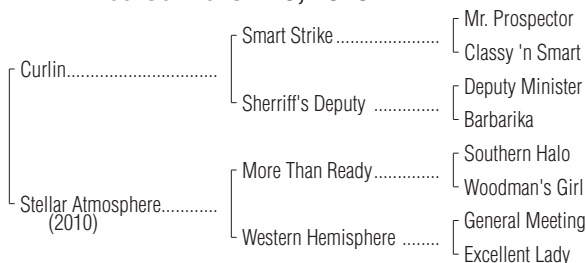 Mr. Prospector
Smart Strike
Classy 'n Smart
Curlin
Deputy Minister
Sherriff's Deputy
Barbarika
Southern Halo
More Than Ready
Woodman's Girl
Stellar Atmosphere
(2010)
General Meeting
Western Hemisphere
Excellent Lady